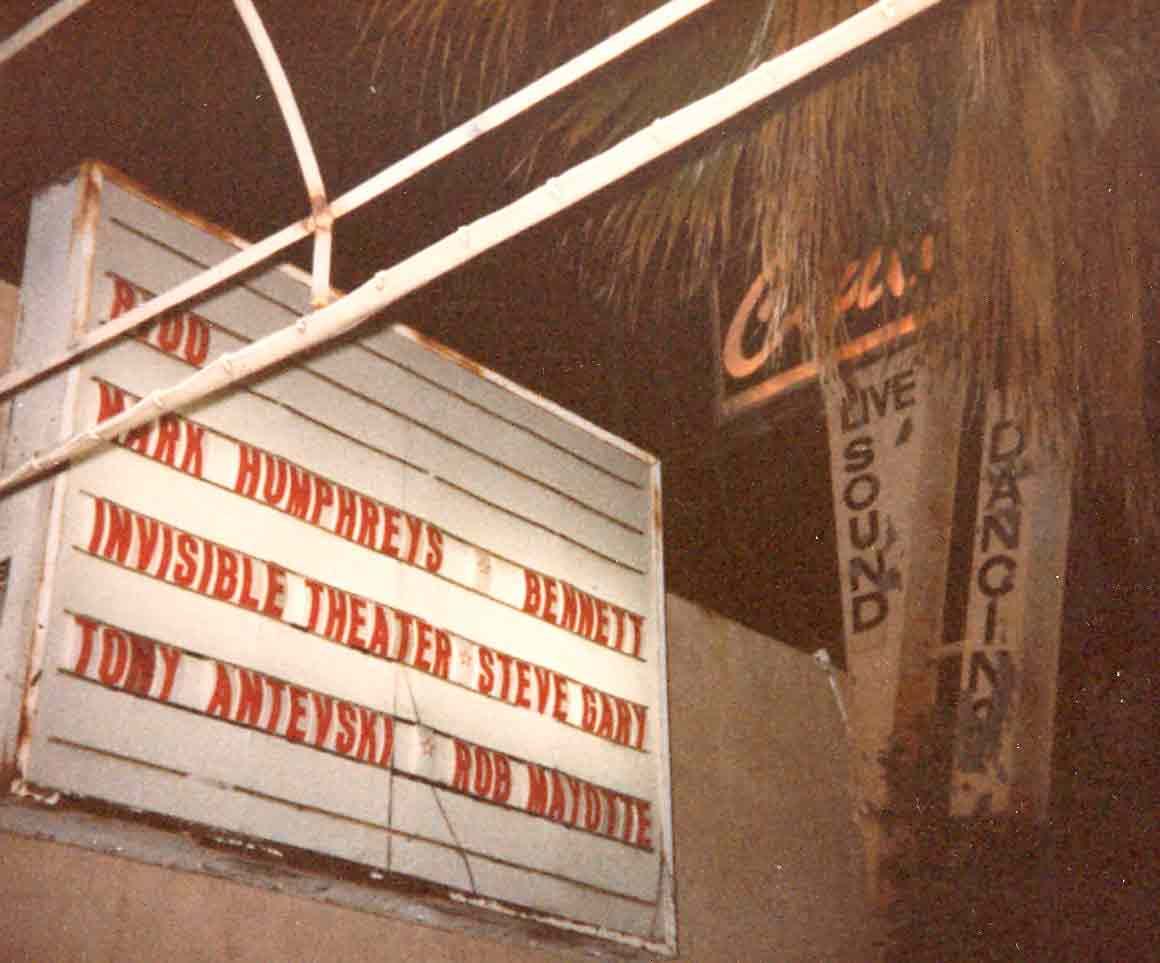 MARK HUMPHREYS ☆ BENNETT
INVISIBLE THEATER ☆ STEVE GARY
TONY ANTEVSKI ☆ ROB MAYOTTE
LIVE
SOUND
DANCING